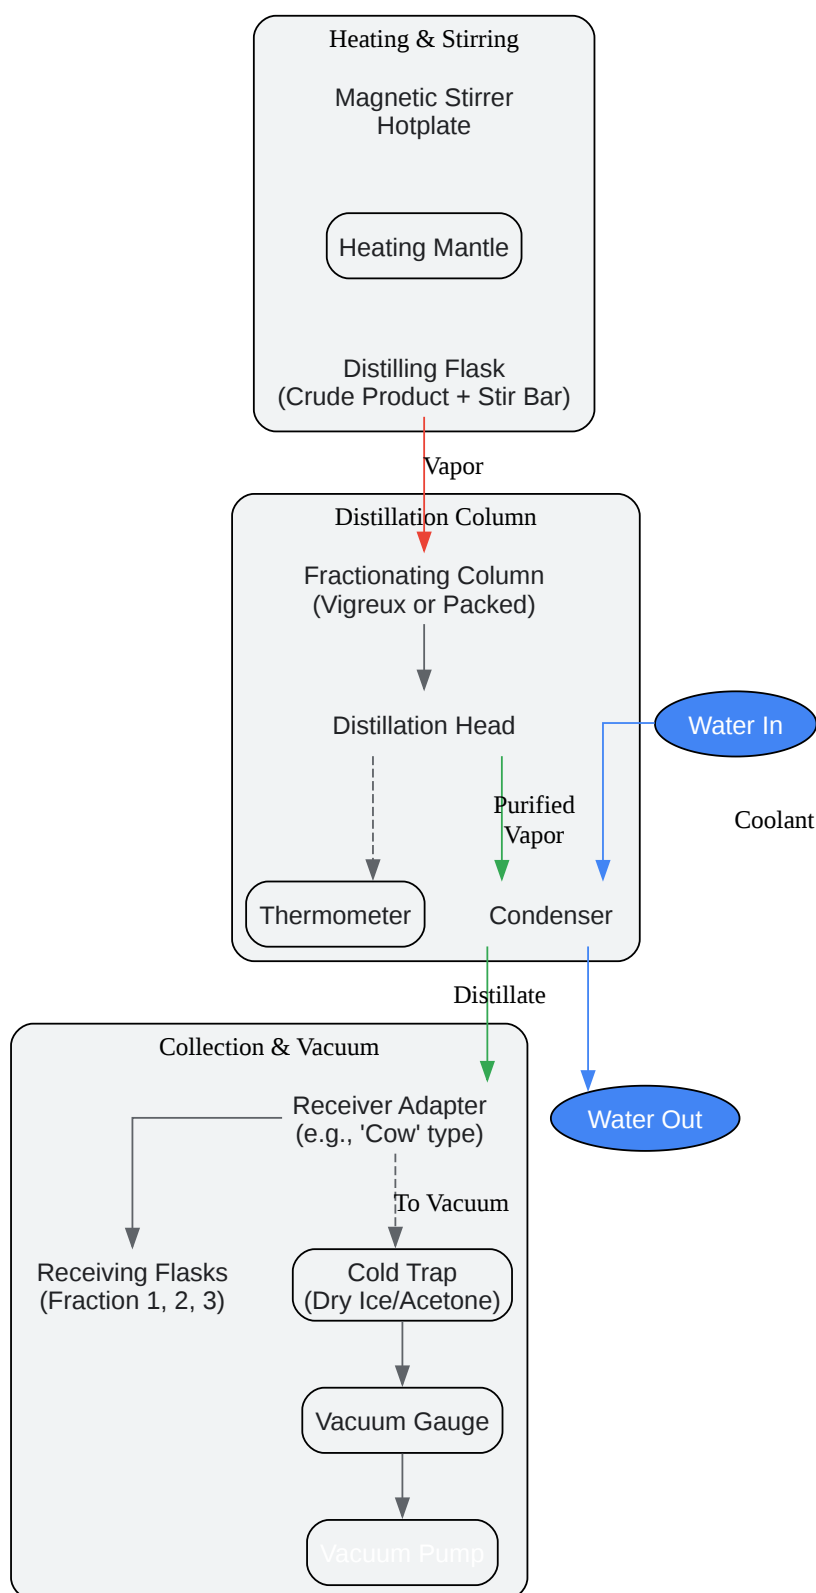 Heating & Stirring
Magnetic Stirrer
Hotplate
Heating Mantle
Distilling Flask
(Crude Product + Stir Bar)
Vapor
Distillation Column
Fractionating Column
(Vigreux or Packed)
Distillation Head
Water In
Purified
Vapor
Coolant
Thermometer
Condenser
Distillate
Collection & Vacuum
Receiver Adapter
(e.g., 'Cow' type)
Water Out
To Vacuum
Receiving Flasks
(Fraction 1, 2, 3)
Cold Trap
(Dry Ice/Acetone)
Vacuum Gauge
Vacuum Pump